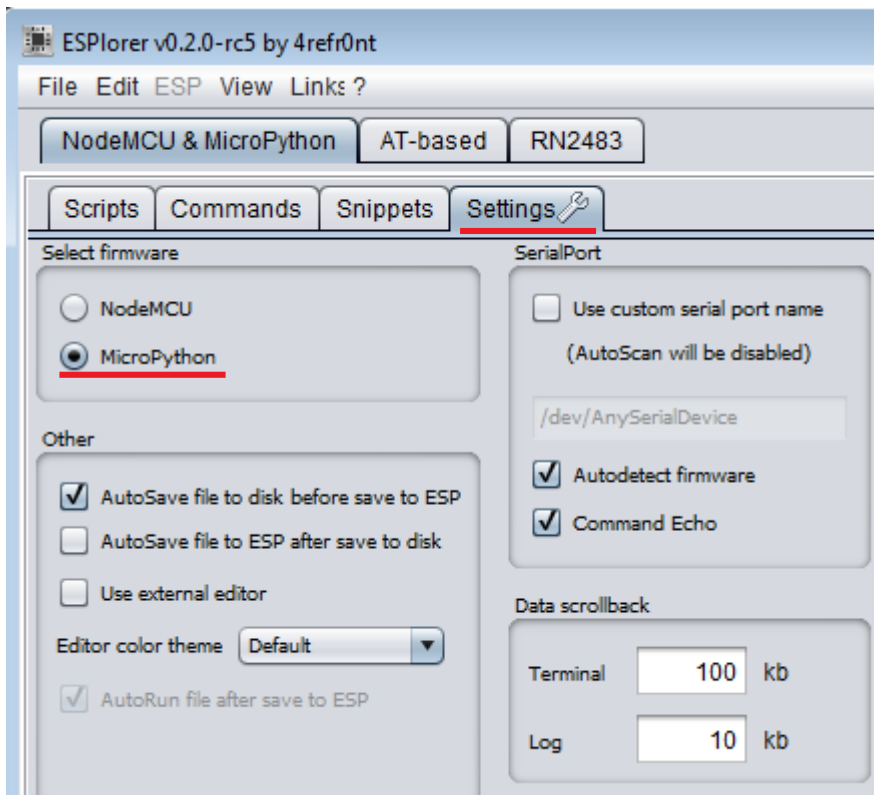 ESPlorer v0.2.0-rc5 by 4refr0nt
File Edit ESP View Links ?
NodeMCU & MicroPython AT-based RN2483
Scripts Commands Snippets Settings
Select firmware
NodeMCU
MicroPython
Other
AutoSave file to disk before save to ESP
AutoSave file to ESP after save to disk
Use external editor
Editor color theme Default
AutoRun file after save to ESP
SerialPort
Use custom serial port name
(AutoScan will be disabled)
/dev/AnySerialDevice
Autodetect firmware
Command Echo
Data scrollback
Terminal 100 kb
Log 10 kb